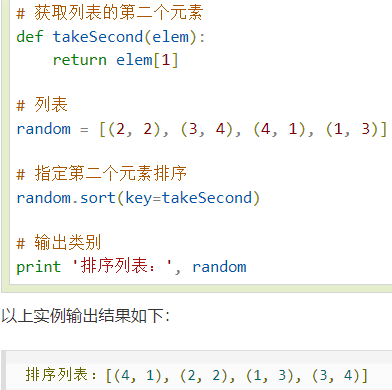 # 获取列表的第二个元素
def takeSecond(elem):
    return elem[1]
# 列表
random = [(2, 2), (3, 4), (4, 1), (1, 3)]
# 指定第二个元素排序
random.sort(key=takeSecond)
# 输出类别
print '排序列表：', random
以上实例输出结果如下：
排序列表：[(4, 1), (2, 2), (1, 3), (3, 4)]